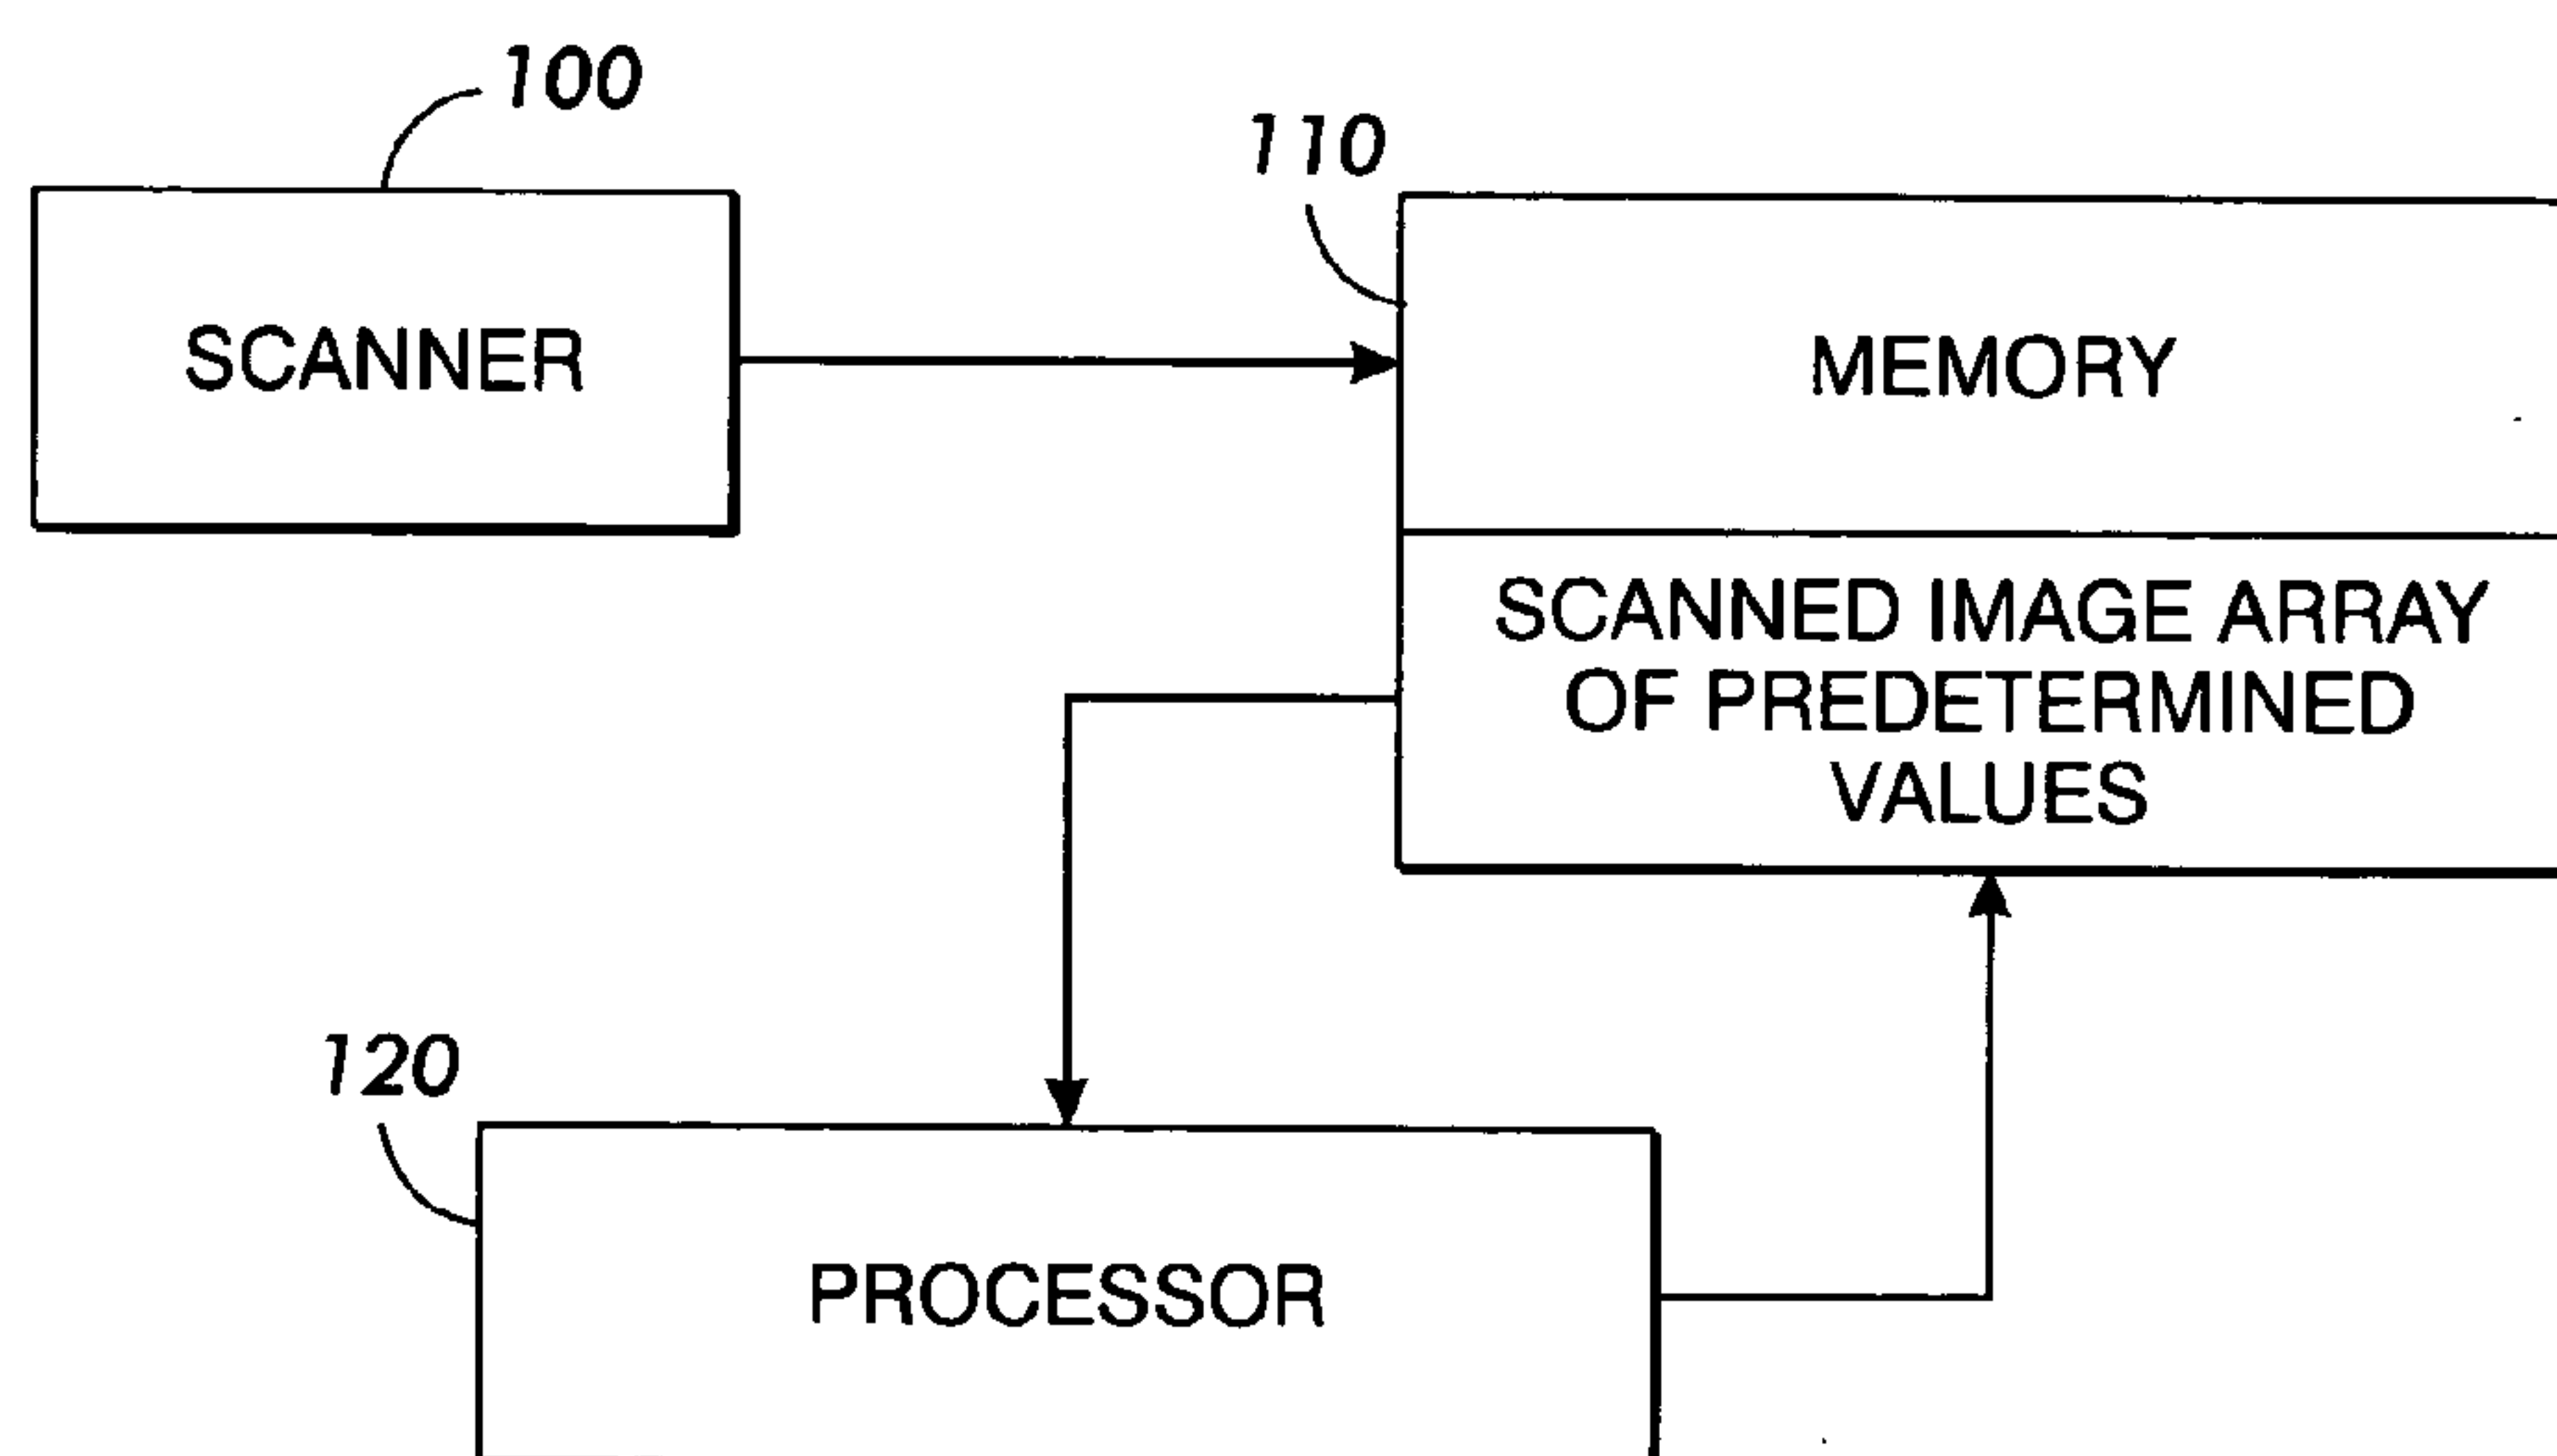 100
110
SCANNER
MEMORY
SCANNED IMAGE ARRAY
OF PREDETERMINED
VALUES
120
PROCESSOR